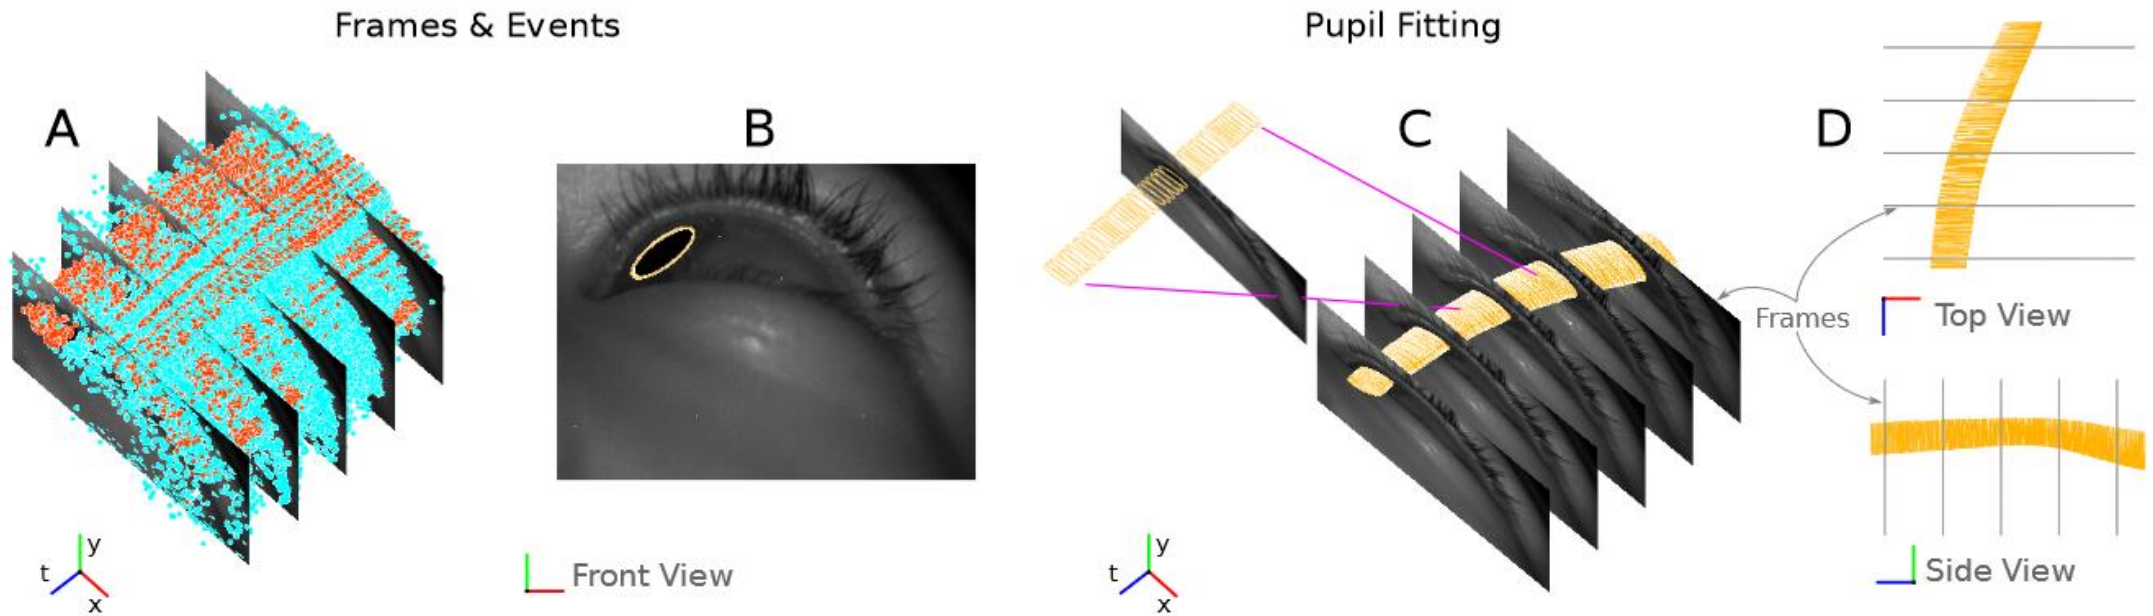 Frames & Events
Pupil Fitting
A
B
C
D
Frames
Top View
y
t
x
Front View
y
t
x
Side View